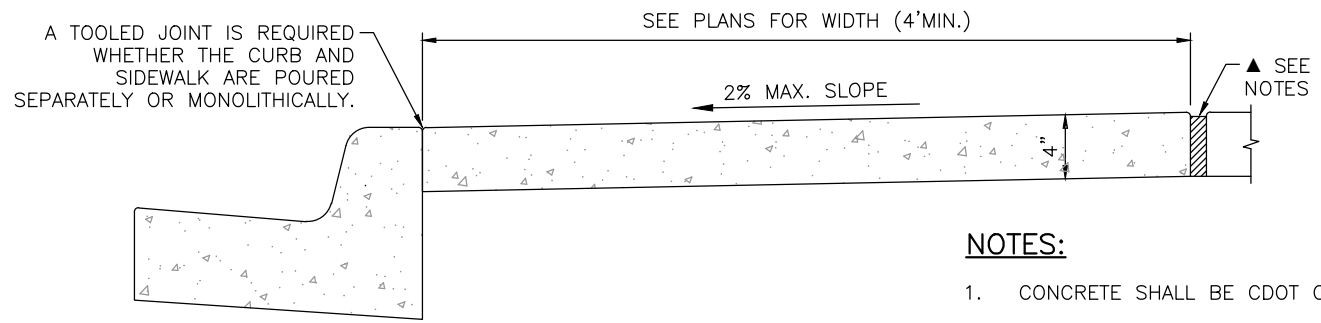 SEE PLANS FOR WIDTH (4'MIN.)
A TOOLED JOINT IS REQUIRED
WHETHER THE CURB AND
SIDEWALK ARE POURED
SEPARATELY OR MONOLITHICALLY.
2% MAX. SLOPE
▲ SEE
NOTES
4"
NOTES:
1. CONCRETE SHALL BE CDOT